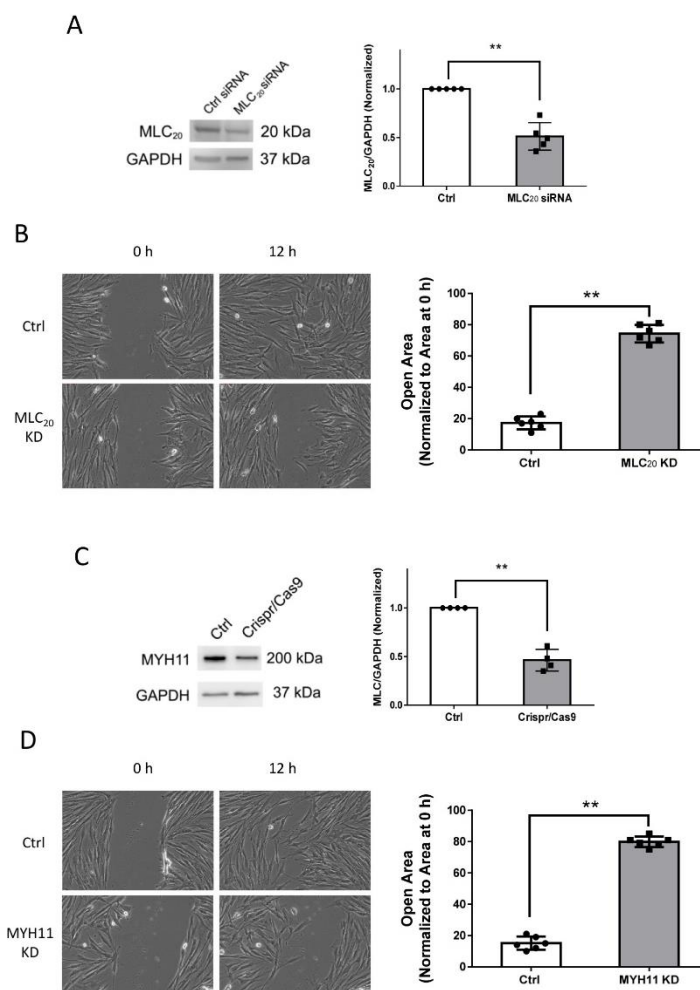 A
Ctrl siRNA
MLC20 siRNA
MLC20
20 kDa
GAPDH
37 kDa
MLC20/GAPDH (Normalized)
1.0
0.5
0.0
**
Ctrl
MLC20 siRNA
B
0 h
12 h
Ctrl
MLC20
KD
Open Area
(Normalized to Area at 0 h)
100
80
60
40
20
0
**
Ctrl
MLC20 KD
C
Ctrl
Crispr/Cas9
MYH11
200 kDa
GAPDH
37 kDa
MLC/GAPDH (Normalized)
1.0
0.5
0.0
**
Ctrl
Crispr/Cas9
D
0 h
12 h
Ctrl
MYH11
KD
Open Area
(Normalized to Area at 0 h)
100
80
60
40
20
0
**
Ctrl
MYH11 KD